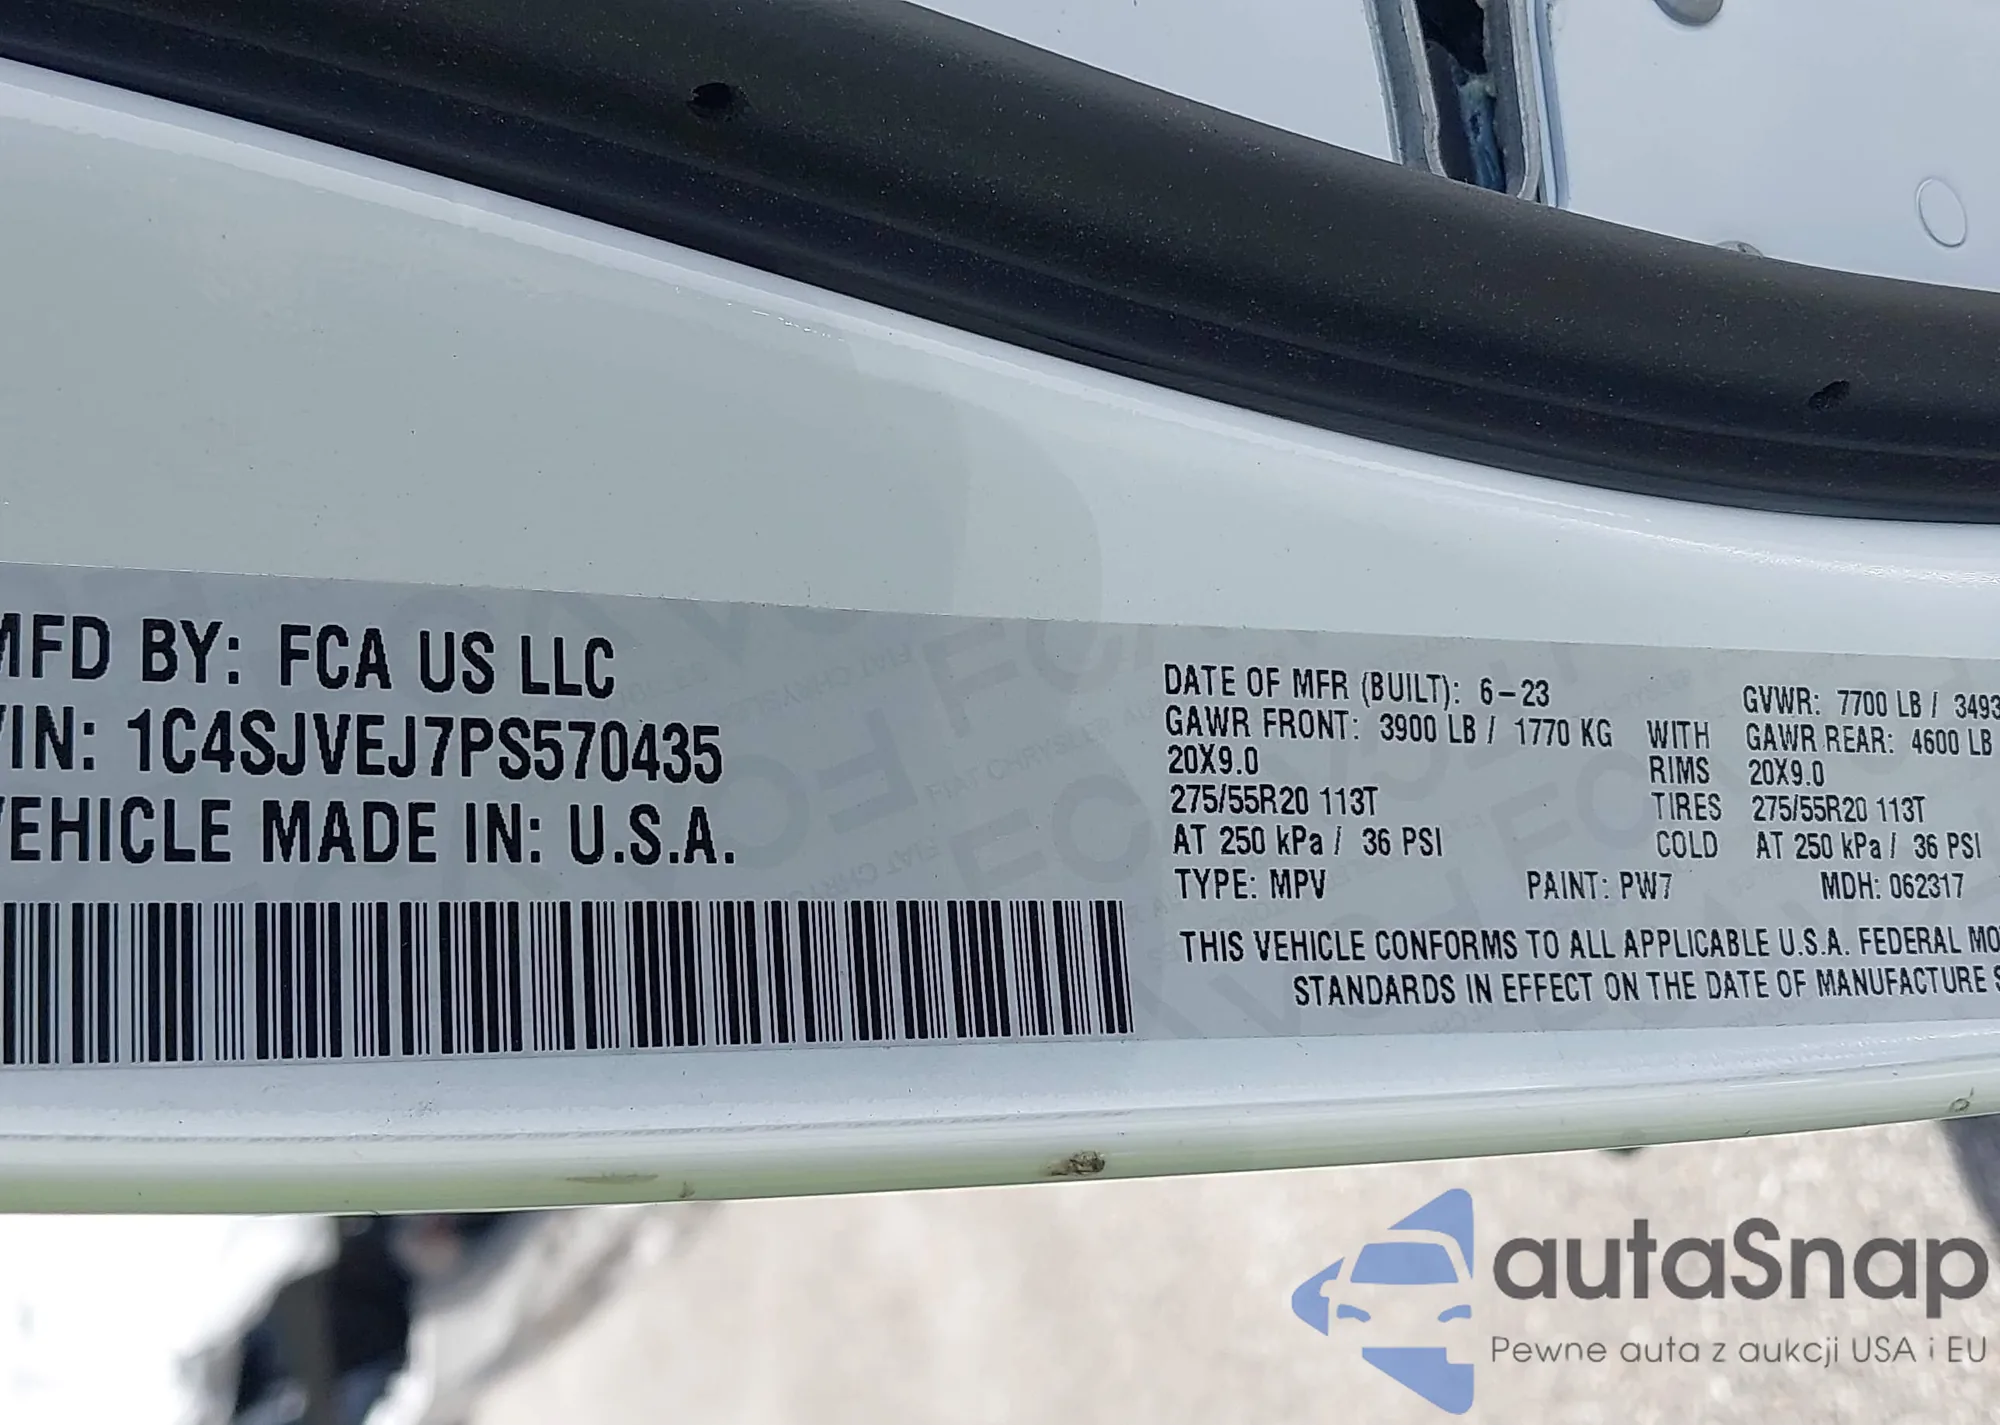 MFD BY: FCA US LLC
VIN: 1C4SJVEJ7PS570435
VEHICLE MADE IN: U.S.A.
DATE OF MFR (BUILT): 6-23 GVWR: 7700 LB / 3493
GAWR FRONT: 3900 LB / 1770 KG WITH GAWR REAR: 4600 LB
20X9.0 RIMS 20X9.0
275/55R20 113T TIRES 275/55R20 113T
AT 250 kPa / 36 PSI COLD AT 250 kPa / 36 PSI
TYPE: MPV PAINT: PW7 MDH: 062317
THIS VEHICLE CONFORMS TO ALL APPLICABLE U.S.A. FEDERAL MO
STANDARDS IN EFFECT ON THE DATE OF MANUFACTURE S
autaSnap
Pewne auta z aukcji USA i EU